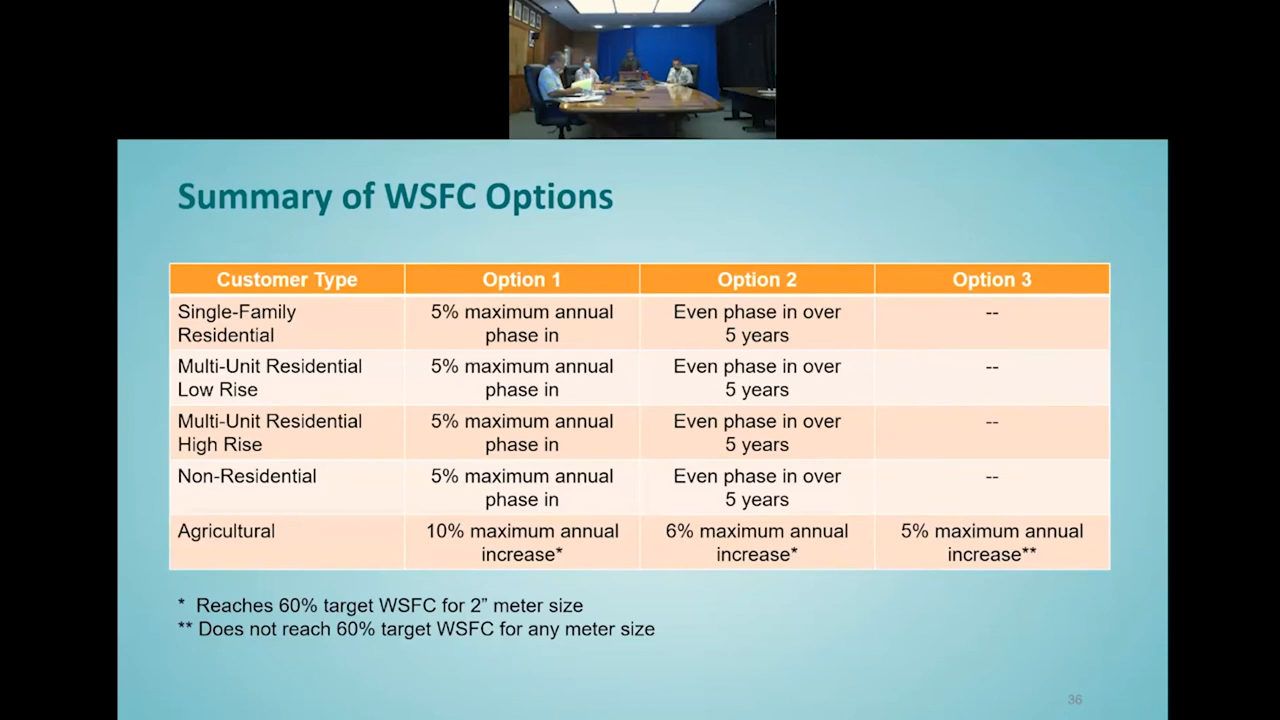 Summary of WSFC Options
Customer Type Option 1 Option 2 Option 3
Single-Family Residential 5% maximum annual phase in Even phase in over 5 years --
Multi-Unit Residential Low Rise 5% maximum annual phase in Even phase in over 5 years --
Multi-Unit Residential High Rise 5% maximum annual phase in Even phase in over 5 years --
Non-Residential 5% maximum annual phase in Even phase in over 5 years --
Agricultural 10% maximum annual increase* 6% maximum annual increase* 5% maximum annual increase**
* Reaches 60% target WSFC for 2” meter size
** Does not reach 60% target WSFC for any meter size
36